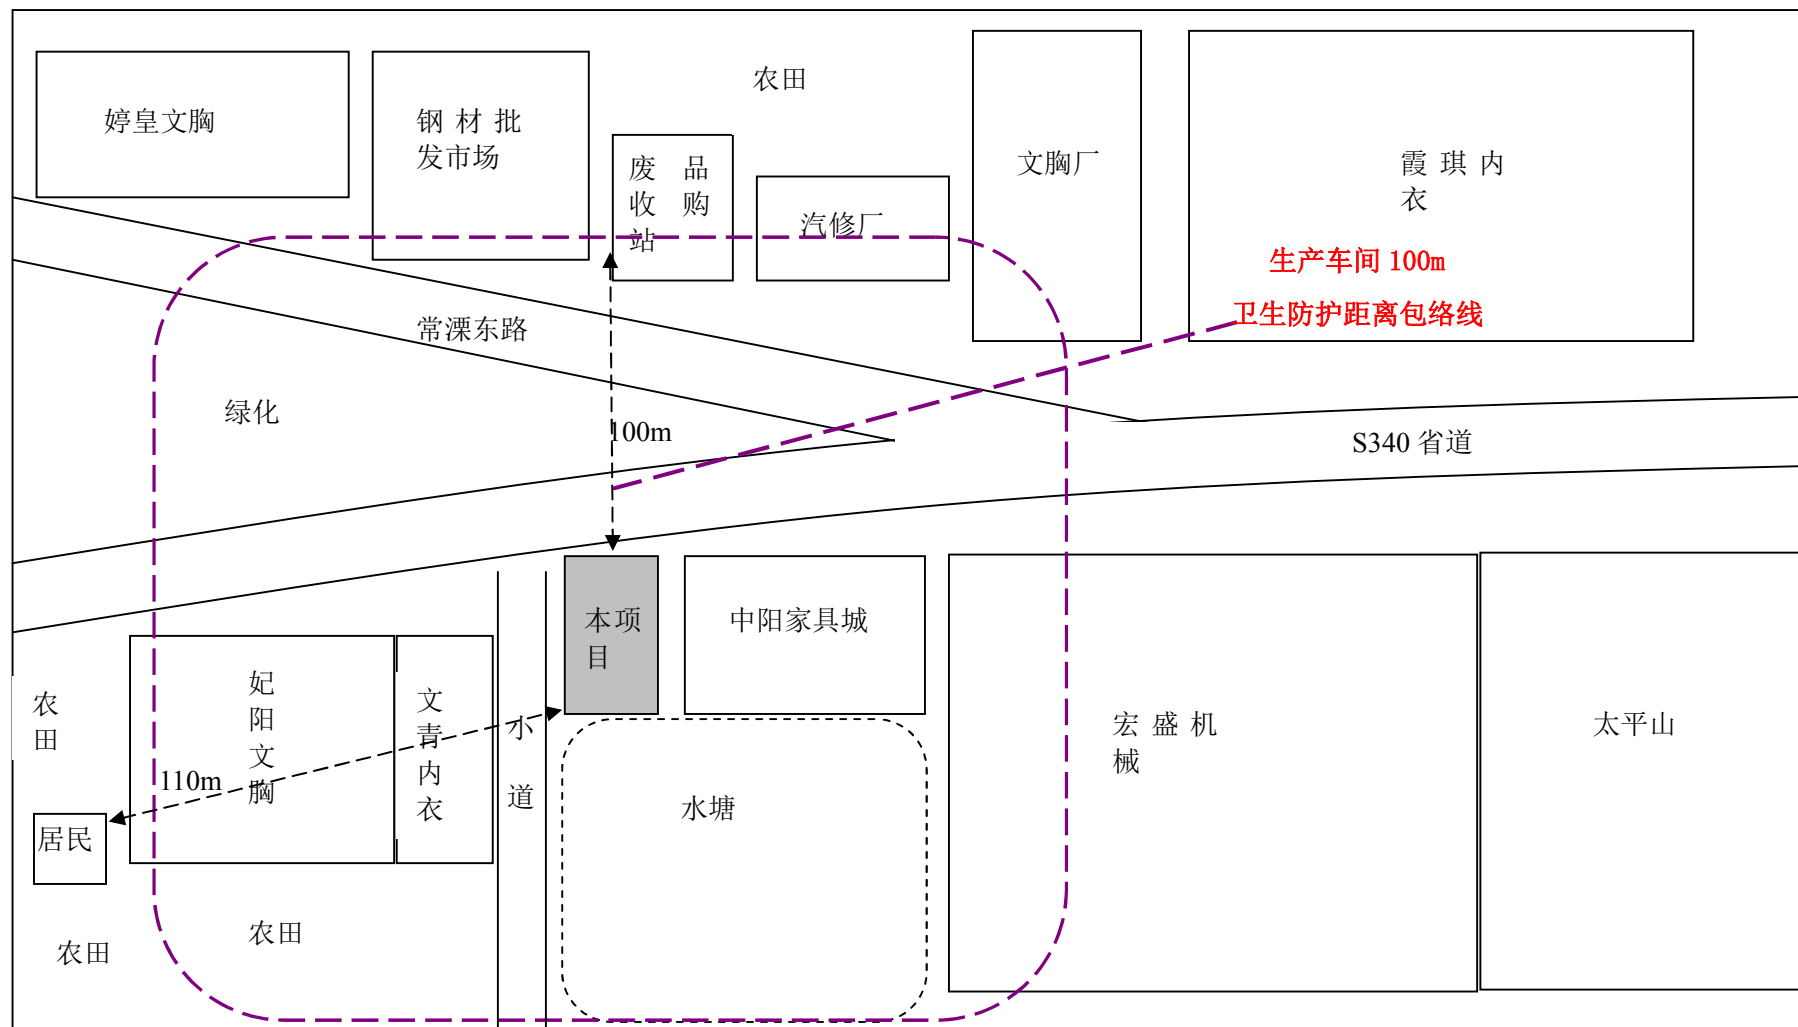 农田
婷皇文胸
钢材批
发市场
废品
收购
站
汽修厂
文胸厂
霞琪内
衣
生产车间 100m
卫生防护距离包络线
常溧东路
绿化
100m
S340 省道
本项
目
中阳家具城
农
田
妃
阳
文
胸
文
青
内
衣
小
道
110m
居民
水塘
宏盛机
械
太平山
农田
农田